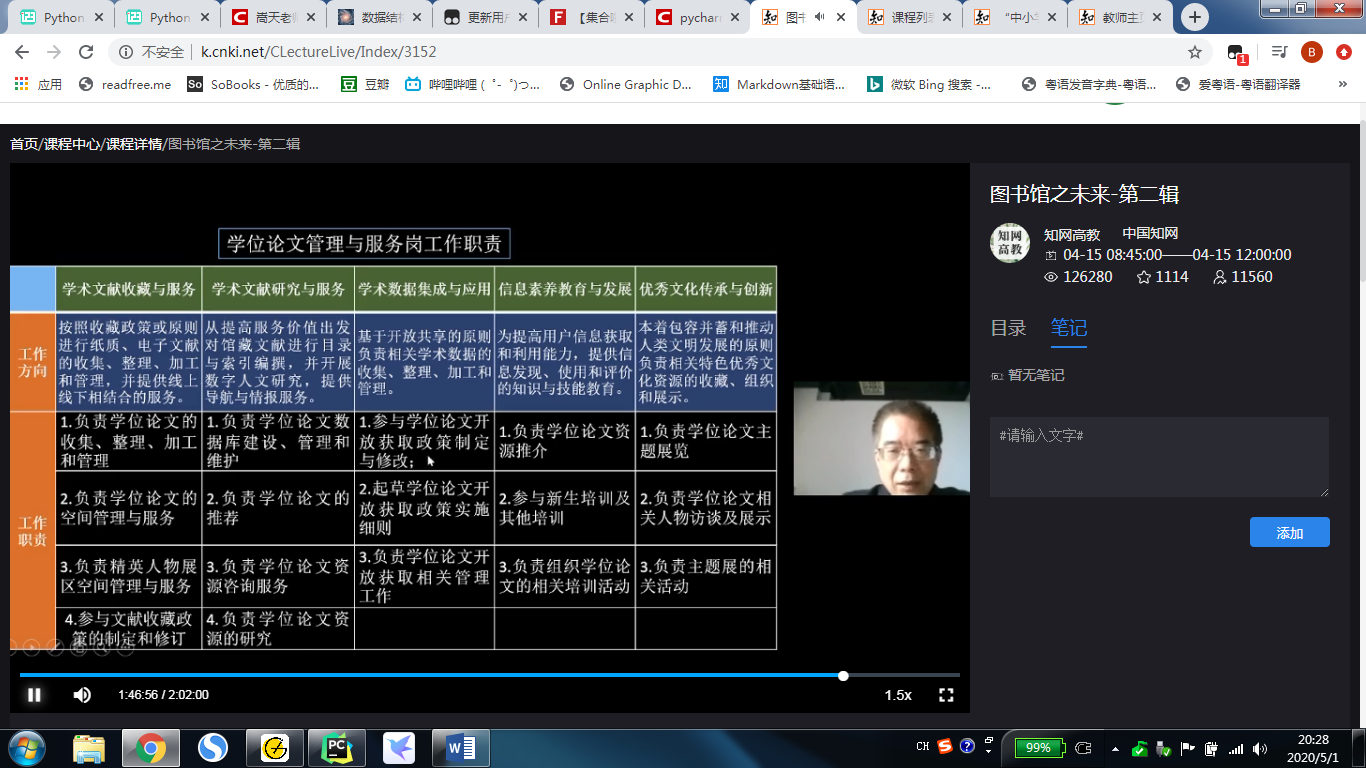 Python
Python
嵩天老师
数据结构
更新用户
【集合
pycharm
图书
课程列表
“中小学
教师主
不安全
k.cnki.net/CLectureLive/Index/3152
B
1
应用
readfree.me
SoBooks - 优质的...
豆瓣
哔哩哔哩 ( ゜- ゜)つ...
Online Graphic D...
Markdown基础语...
微软 Bing 搜索 -...
粤语发音字典-粤语...
爱粤语-粤语翻译器
»
首页/课程中心/课程详情/图书馆之未来-第二辑
学位论文管理与服务岗工作职责
学术文献收藏与服务
学术文献研究与服务
学术数据集成与应用
信息素养教育与发展
优秀文化传承与创新
工作
方向
按照收藏政策或原则
进行纸质、电子文献
的收集、整理、加工
和管理，并提供线上
线下相结合的服务。
从提高服务价值出发
对馆藏文献进行目录
与索引编撰，并开展
数字人文研究，提供
导航与情报服务。
基于开放共享的原则
负责相关学术数据的
收集、整理、加工和
管理。
为提高用户信息获取
和利用能力，提供信
息发现、使用和评价
的知识与技能教育。
本着包容并蓄和推动
人类文明发展的原则
负责相关特色优秀文
化资源的收藏、组织
和展示。
工作
职责
1.负责学位论文的
收集、整理、加工
和管理
1.负责学位论文数
据库建设、管理和
维护
1.参与学位论文开
放获取政策制定
与修改；
1.负责学位论文资
源推介
1.负责学位论文主
题展览
2.负责学位论文的
空间管理与服务
2.负责学位论文的
推荐
2.起草学位论文开
放获取政策实施
细则
2.参与新生培训及
其他培训
2.负责学位论文相
关人物访谈及展示
3.负责精英人物展
区空间管理与服务
3.负责学位论文资
源咨询服务
3.负责学位论文开
放获取相关管理
工作
3.负责组织学位论
文的相关培训活动
3.负责主题展的相
关活动
4.参与文献收藏政
策的制定和修订
4.负责学位论文资
源的研究
1:46:56 / 2:02:00
1.5x
图书馆之未来-第二辑
知网
高教
知网高教
中国知网
04-15 08:45:00——04-15 12:00:00
126280
1114
11560
目录
笔记
暂无笔记
#请输入文字#
添加
CH
99%
20:28
2020/5/1